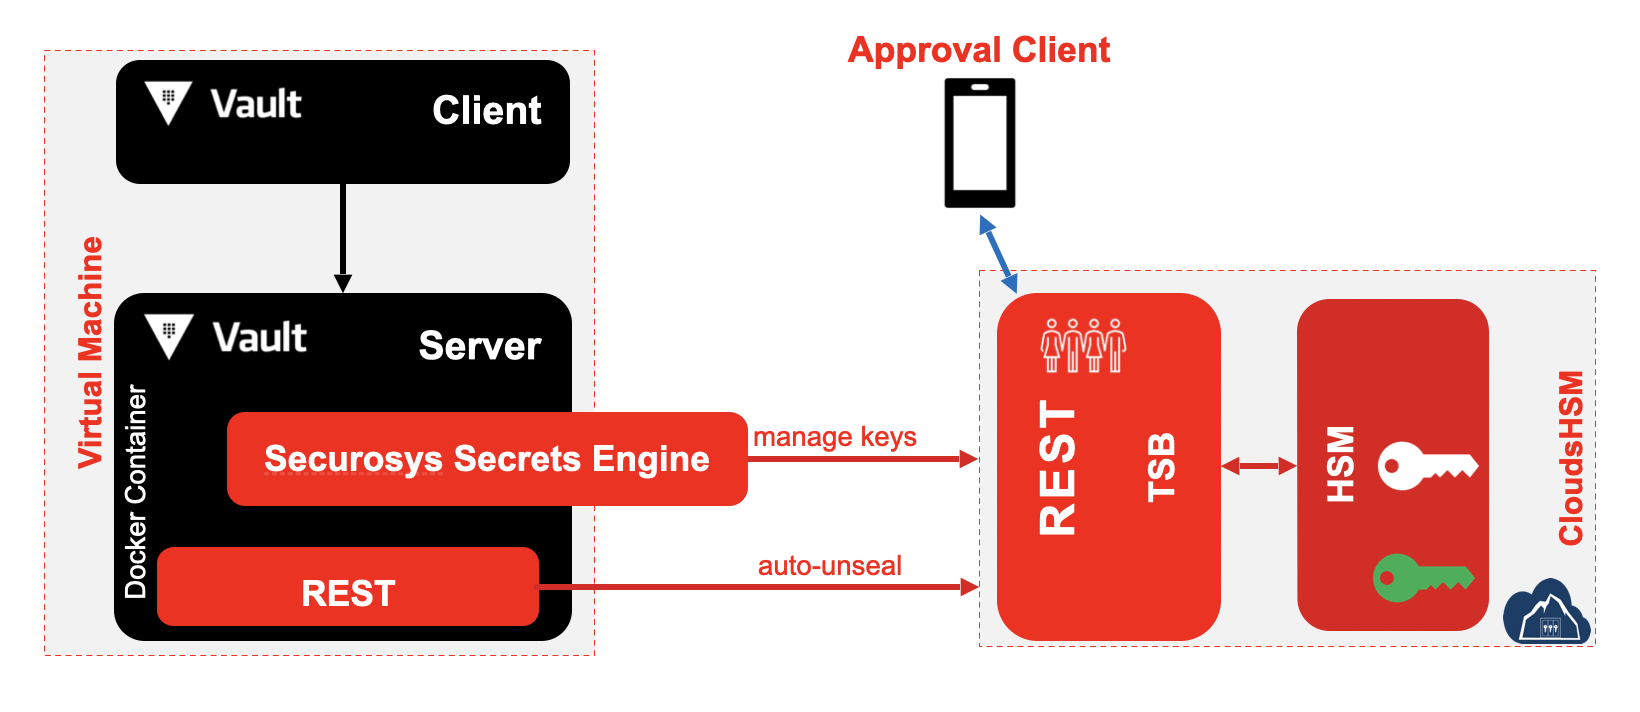 Approval Client
Vault
Client
Virtual Machine
Vault
Server
Docker Container
Securosys Secrets Engine
manage keys
REST
auto-unseal
REST
TSB
HSM
CloudsHSM